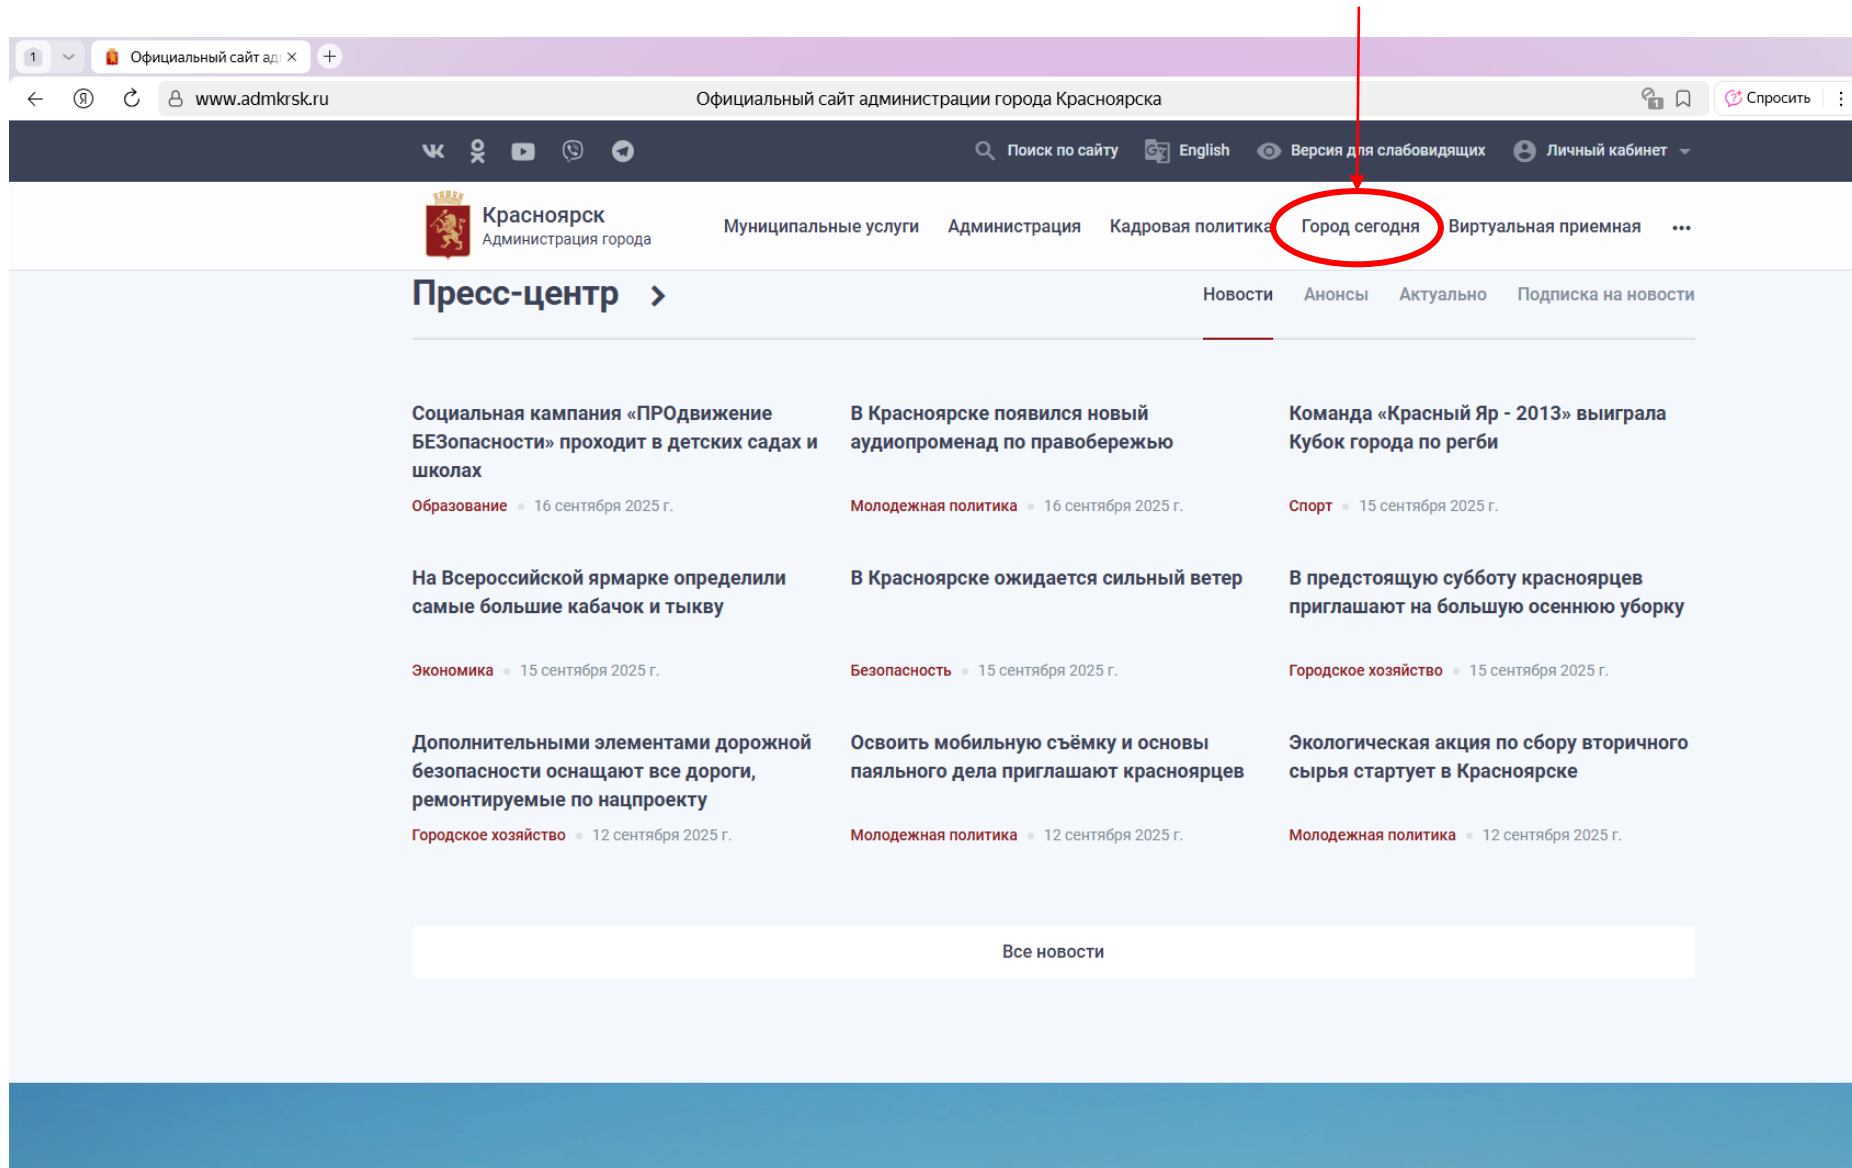 1
Официальный сайт ад
www.admkrsk.ru
Официальный сайт администрации города Красноярска
1
Спросить
Поиск по сайту
English
Версия для слабовидящих
Личный кабинет
Красноярск
Администрация города
Муниципальные услуги
Администрация
Кадровая политика
Город сегодня
Виртуальная приемная
Пресс-центр
Новости
Анонсы
Актуально
Подписка на новости
Социальная кампания «ПРОдвижение
БЕЗопасности» проходит в детских садах и
школах
Образование • 16 сентября 2025 г.
В Красноярске появился новый
аудиопроменад по правобережью
Молодежная политика • 16 сентября 2025 г.
Команда «Красный Яр - 2013» выиграла
Кубок города по регби
Спорт • 15 сентября 2025 г.
На Всероссийской ярмарке определили
самые большие кабачок и тыкву
Экономика • 15 сентября 2025 г.
В Красноярске ожидается сильный ветер
Безопасность • 15 сентября 2025 г.
В предстоящую субботу красноярцев
приглашают на большую осеннюю уборку
Городское хозяйство • 15 сентября 2025 г.
Дополнительными элементами дорожной
безопасности оснащают все дороги,
ремонтируемые по нацпроекту
Городское хозяйство • 12 сентября 2025 г.
Освоить мобильную съёмку и основы
паяльного дела приглашают красноярцев
Молодежная политика • 12 сентября 2025 г.
Экологическая акция по сбору вторичного
сырья стартует в Красноярске
Молодежная политика • 12 сентября 2025 г.
Все новости